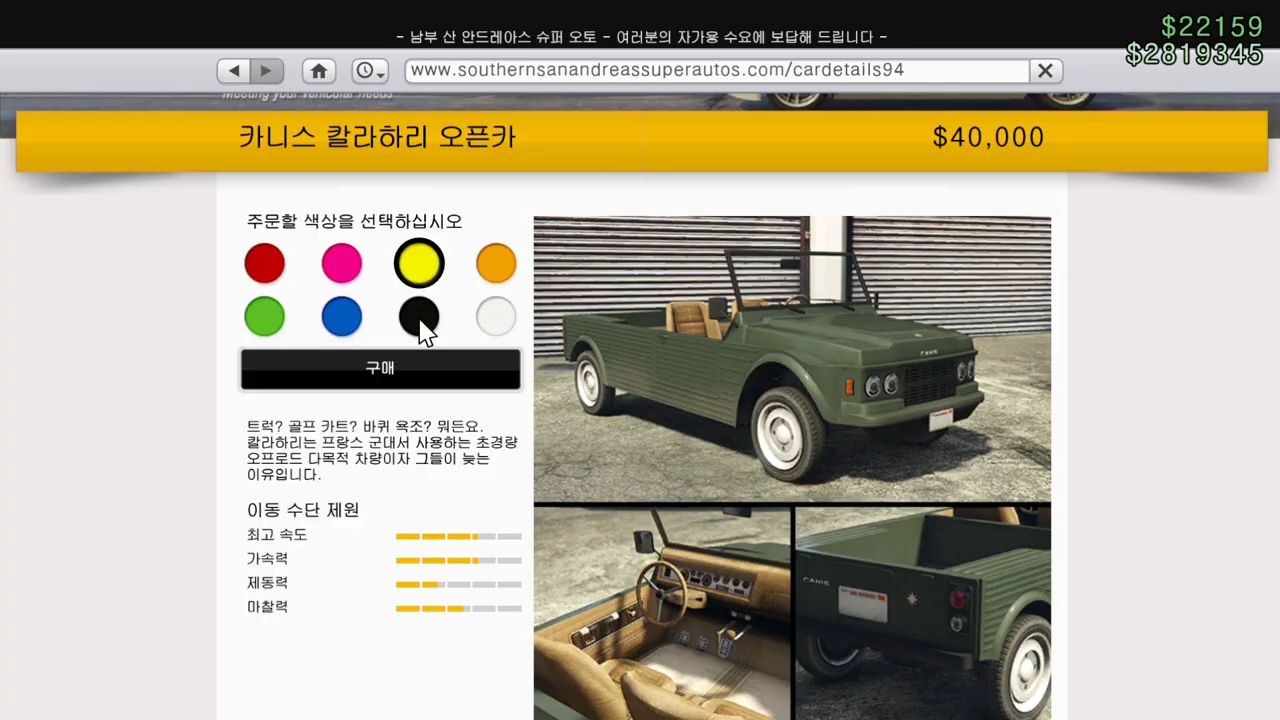 - 남부 산 안드레아스 슈퍼 오토 - 여러분의 자가용 수요에 보답해 드립니다 -
$22159
$2819345
www.southernsanandreassuperautos.com/cardetails94
Meeting your vehicular needs
카니스 칼라하리 오픈카
$40,000
주문할 색상을 선택하십시오
구매
트럭? 골프 카트? 바퀴 욕조? 뭐든요.
칼라하리는 프랑스 군대서 사용하는 초경량
오프로드 다목적 차량이자 그들이 늦는
이유입니다.
이동 수단 제원
최고 속도
가속력
제동력
마찰력
CANIS
CANIS